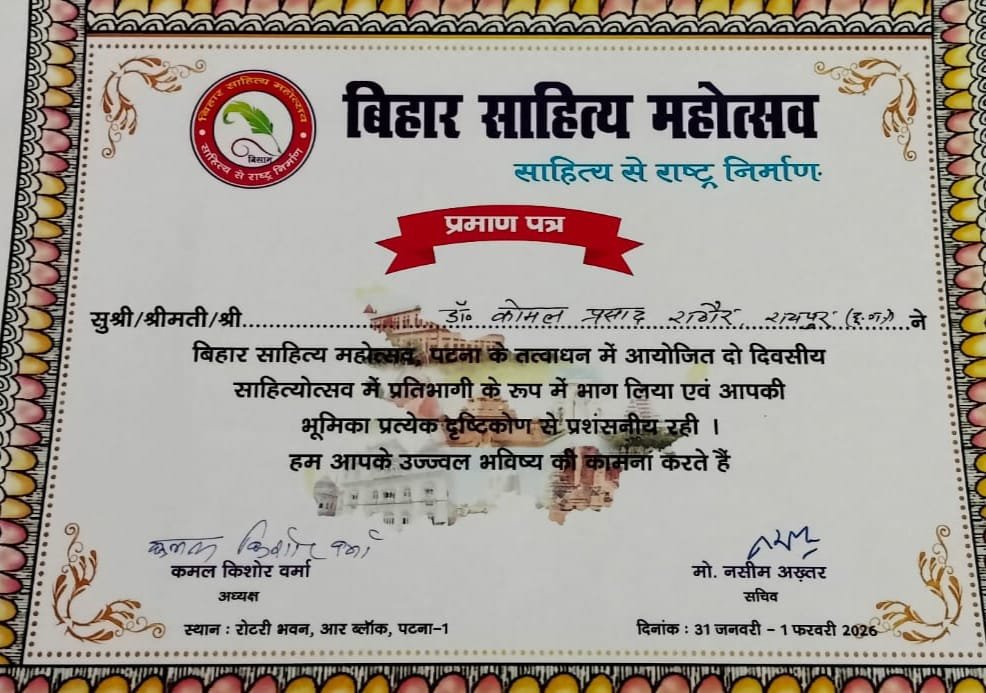 बिहार साहित्य महोत्सव
बिसाम
साहित्य से राष्ट्र निर्माण
बिहार साहित्य महोत्सव
साहित्य से राष्ट्र निर्माण
प्रमाण पत्र
सुश्री/श्रीमती/श्री.................... डॉ॰ कोमल प्रसाद राठौर, रायपुर (छ.ग.)...ने
बिहार साहित्य महोत्सव, पटना के तत्वाधन में आयोजित दो दिवसीय
साहित्योत्सव में प्रतिभागी के रूप में भाग लिया एवं आपकी
भूमिका प्रत्येक दृष्टिकोण से प्रशंसनीय रही ।
हम आपके उज्ज्वल भविष्य की कामना करते हैं
कमल किशोर वर्मा
कमल किशोर वर्मा
अध्यक्ष
मो. नसीम अख़्तर
सचिव
स्थान : रोटरी भवन, आर ब्लॉक, पटना-1
दिनांक : 31 जनवरी - 1 फरवरी 2026